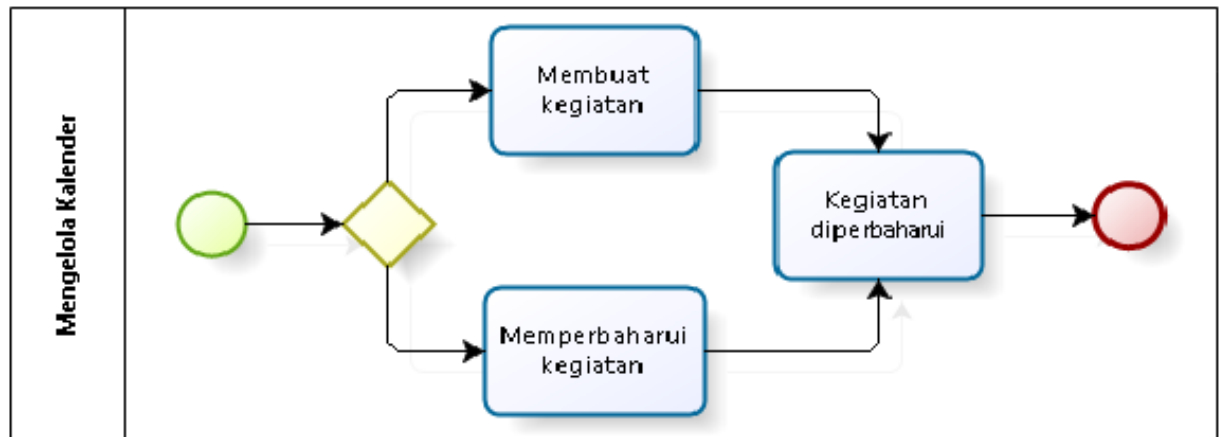 Mengelola Kalender
Membuat
kegiatan
Kegiatan
diperbaharui
Memperbaharui
kegiatan